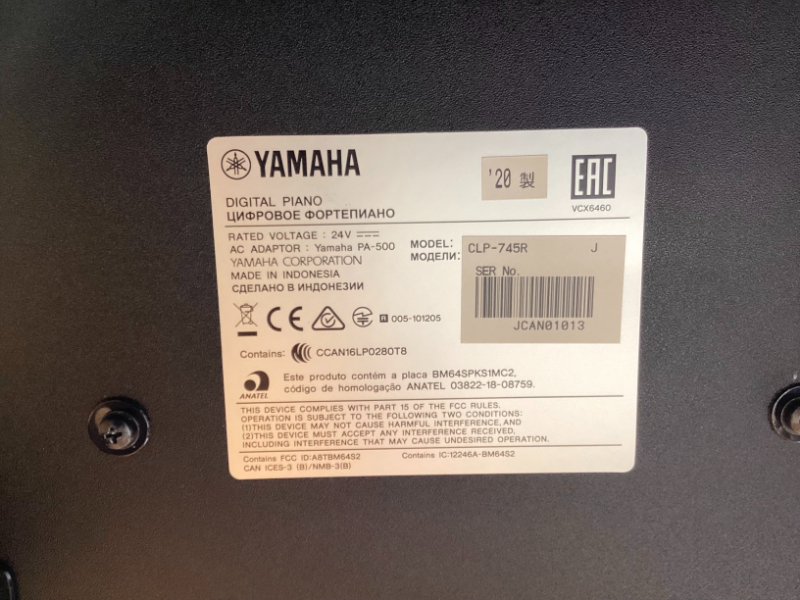 YAMAHA
'20 製
EAC
VCX6460
DIGITAL PIANO
ЦИФРОВОЕ ФОРТЕПИАНО
RATED VOLTAGE : 24V
AC ADAPTOR : Yamaha PA-500
YAMAHA CORPORATION
MADE IN INDONESIA
СДЕЛАНО В ИНДОНЕЗИИ
MODEL: CLP-745R J
МОДЕЛИ:
SER No.
JCAN01013
CE R 005-101205
Contains: CCAN16LP0280T8
ANATEL
Este produto contém a placa BM64SPKS1MC2,
código de homologação ANATEL 03822-18-08759.
THIS DEVICE COMPLIES WITH PART 15 OF THE FCC RULES.
OPERATION IS SUBJECT TO THE FOLLOWING TWO CONDITIONS:
(1)THIS DEVICE MAY NOT CAUSE HARMFUL INTERFERENCE,AND
(2)THIS DEVICE MUST ACCEPT ANY INTERFERENCE RECEIVED,
INCLUDING INTERFERENCE THAT MAY CAUSE UNDESIRED OPERATION.
Contains FCC ID:A8TBM64S2 Contains IC:12246A-BM64S2
CAN ICES-3 (B)/NMB-3(B)